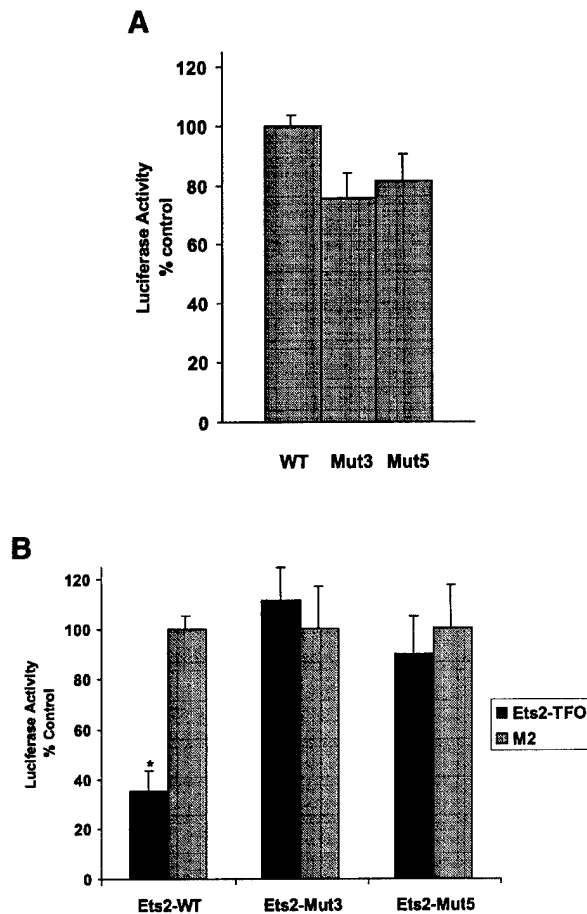 A
Luciferase Activity
% control
120
100
80
60
40
20
0
WT Mut3 Mut5
B
Luciferase Activity
% Control
120
100
80
60
40
20
0
*
Ets2-WT Ets2-Mut3 Ets2-Mut5
Ets2-TFO
M2